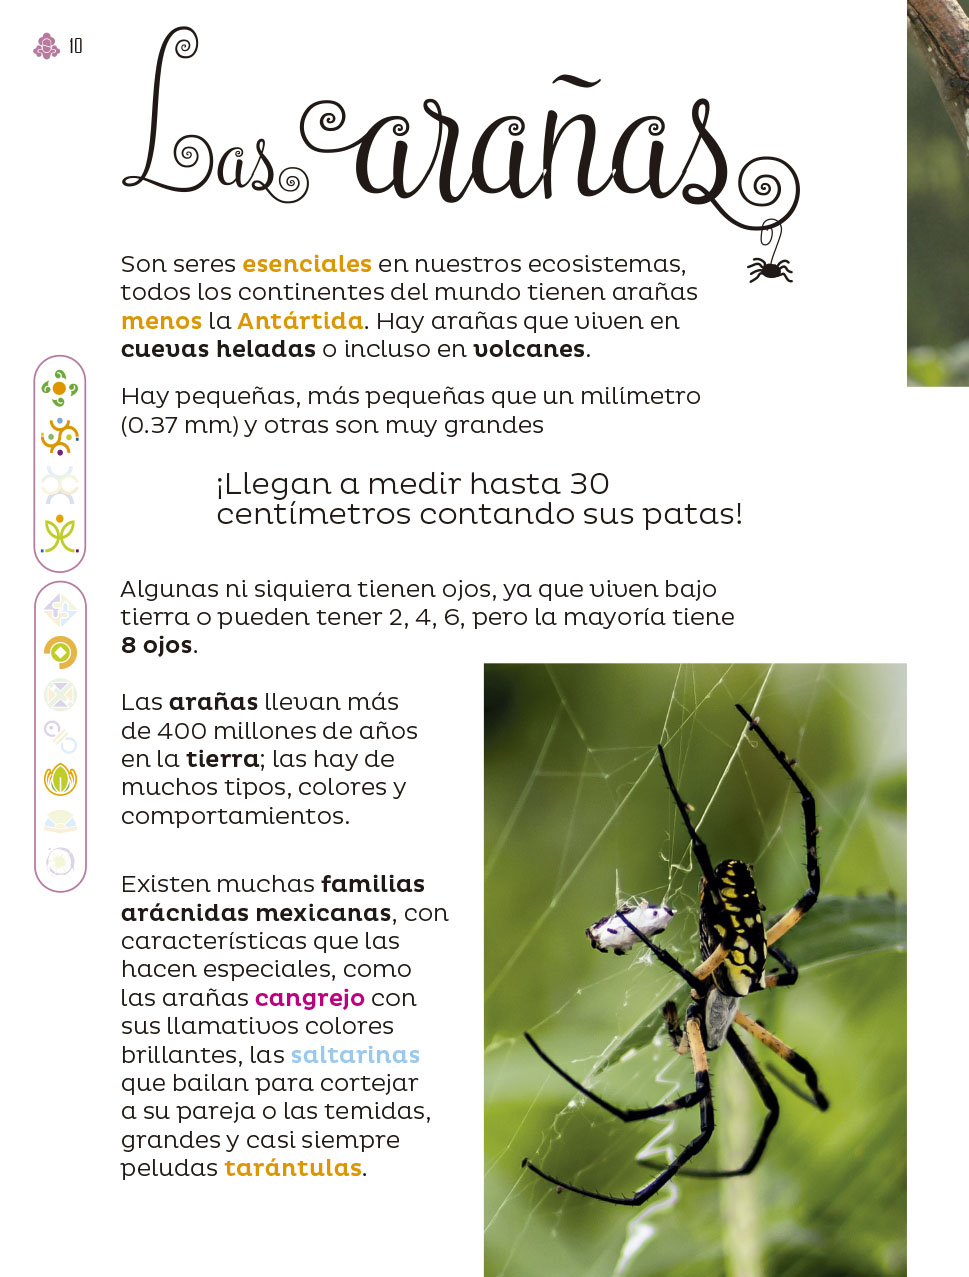 10
Las arañas
Son seres esenciales en nuestros ecosistemas,
todos los continentes del mundo tienen arañas
menos la Antártida. Hay arañas que viven en
cuevas heladas o incluso en volcanes.
Hay pequeñas, más pequeñas que un milímetro
(0.37 mm) y otras son muy grandes
¡Llegan a medir hasta 30
centímetros contando sus patas!
Algunas ni siquiera tienen ojos, ya que viven bajo
tierra o pueden tener 2, 4, 6, pero la mayoría tiene
8 ojos.
Las arañas llevan más
de 400 millones de años
en la tierra; las hay de
muchos tipos, colores y
comportamientos.
Existen muchas familias
arácnidas mexicanas, con
características que las
hacen especiales, como
las arañas cangrejo con
sus llamativos colores
brillantes, las saltarinas
que bailan para cortejar
a su pareja o las temidas,
grandes y casi siempre
peludas tarántulas.